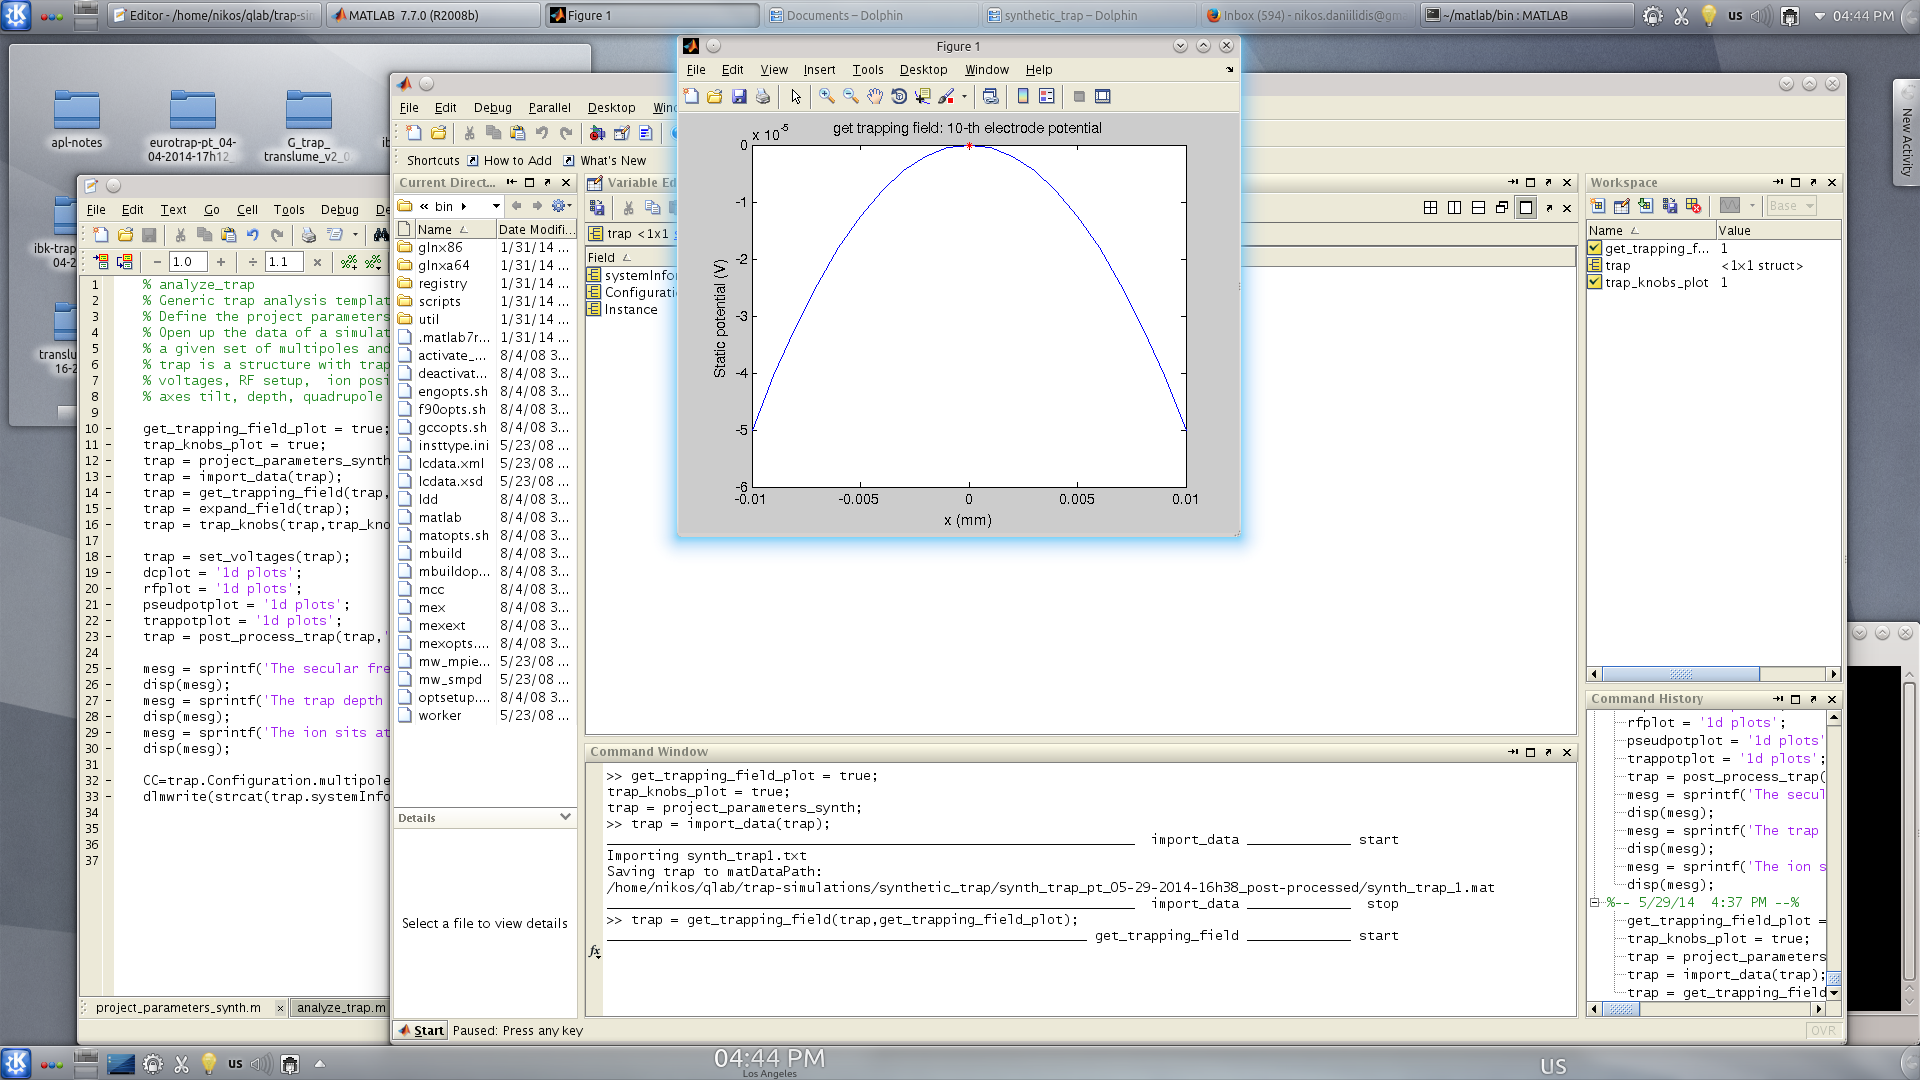 Editor - /home/nikos/qlab/trap-sim
MATLAB 7.7.0 (R2008b)
Figure 1
Documents – Dolphin
synthetic_trap – Dolphin
Inbox (594) - nikos.daniilidis@gm
~/matlab/bin : MATLAB
us
04:44 PM
New Activity
apl-notes
eurotrap-pt_04-
04-2014-17h12_
G_trap_
translume_v2_0
ibk-trap
04-2
translu
16-2
File Edit Text Go Cell Tools Debug De
1.0
1.1
1 % analyze_trap
2 % Generic trap analysis templat
3 % Define the project parameters
4 % Open up the data of a simulat
5 % a given set of multipoles and
6 % trap is a structure with trap
7 % voltages, RF setup, ion posi
8 % axes tilt, depth, quadrupole
9
10 get_trapping_field_plot = true;
11 trap_knobs_plot = true;
12 trap = project_parameters_synth
13 trap = import_data(trap);
14 trap = get_trapping_field(trap,
15 trap = expand_field(trap);
16 trap = trap_knobs(trap,trap_kno
17
18 trap = set_voltages(trap);
19 dcplot = '1d plots';
20 rfplot = '1d plots';
21 pseudpotplot = '1d plots';
22 trappotplot = '1d plots';
23 trap = post_process_trap(trap,'
24
25 mesg = sprintf('The secular fre
26 disp(mesg);
27 mesg = sprintf('The trap depth
28 disp(mesg);
29 mesg = sprintf('The ion sits at
30 disp(mesg);
31
32 CC=trap.Configuration.multipole
33 dlmwrite(strcat(trap.systemInfo
34
35
36
37
project_parameters_synth.m × analyze_trap.m
File Edit Debug Parallel Desktop Wind
Shortcuts How to Add What's New
Current Direct...
« bin
Name Date Modifi...
glnx86 1/31/14 ...
glnxa64 1/31/14 ...
registry 1/31/14 ...
scripts 1/31/14 ...
util 1/31/14 ...
.matlab7r... 1/31/14 ...
activate_... 8/4/08 3...
deactivat... 8/4/08 3...
engopts.sh 8/4/08 3...
f90opts.sh 8/4/08 3...
gccopts.sh 8/4/08 3...
insttype.ini 5/23/08 ...
lcdata.xml 5/23/08 ...
lcdata.xsd 5/23/08 ...
ldd 8/4/08 3...
matlab 8/4/08 3...
matopts.sh 8/4/08 3...
mbuild 8/4/08 3...
mbuildop... 8/4/08 3...
mcc 8/4/08 3...
mex 8/4/08 3...
mexext 8/4/08 3...
mexopts.... 8/4/08 3...
mw_mpie... 5/23/08 ...
mw_smpd 5/23/08 ...
optsetup.... 8/4/08 3...
worker 5/23/08 ...
Details
Select a file to view details
Start Paused: Press any key
OVR
Variable Ed
trap <1x1
Field
systemInfo
Configurati
Instance
Figure 1
File Edit View Insert Tools Desktop Window Help
x 10^-5
get trapping field: 10-th electrode potential
0
-1
-2
-3
-4
-5
-6
Static potential (V)
-0.01 -0.005 0 0.005 0.01
x (mm)
Workspace
Base
Name Value
get_trapping_f... 1
trap <1x1 struct>
trap_knobs_plot 1
Command Window
>> get_trapping_field_plot = true;
trap_knobs_plot = true;
trap = project_parameters_synth;
>> trap = import_data(trap);
import_data start
Importing synth_trap1.txt
Saving trap to matDataPath:
/home/nikos/qlab/trap-simulations/synthetic_trap/synth_trap_pt_05-29-2014-16h38_post-processed/synth_trap_1.mat
import_data stop
>> trap = get_trapping_field(trap,get_trapping_field_plot);
get_trapping_field start
fx
Command History
rfplot = '1d plots';
pseudpotplot = '1d plots'
trappotplot = '1d plots';
trap = post_process_trap(
mesg = sprintf('The secul
disp(mesg);
mesg = sprintf('The trap
disp(mesg);
mesg = sprintf('The ion s
disp(mesg);
%-- 5/29/14 4:37 PM --%
get_trapping_field_plot =
trap_knobs_plot = true;
trap = project_parameters
trap = import_data(trap);
trap = get_trapping_field
us
04:44 PM
Los Angeles
US